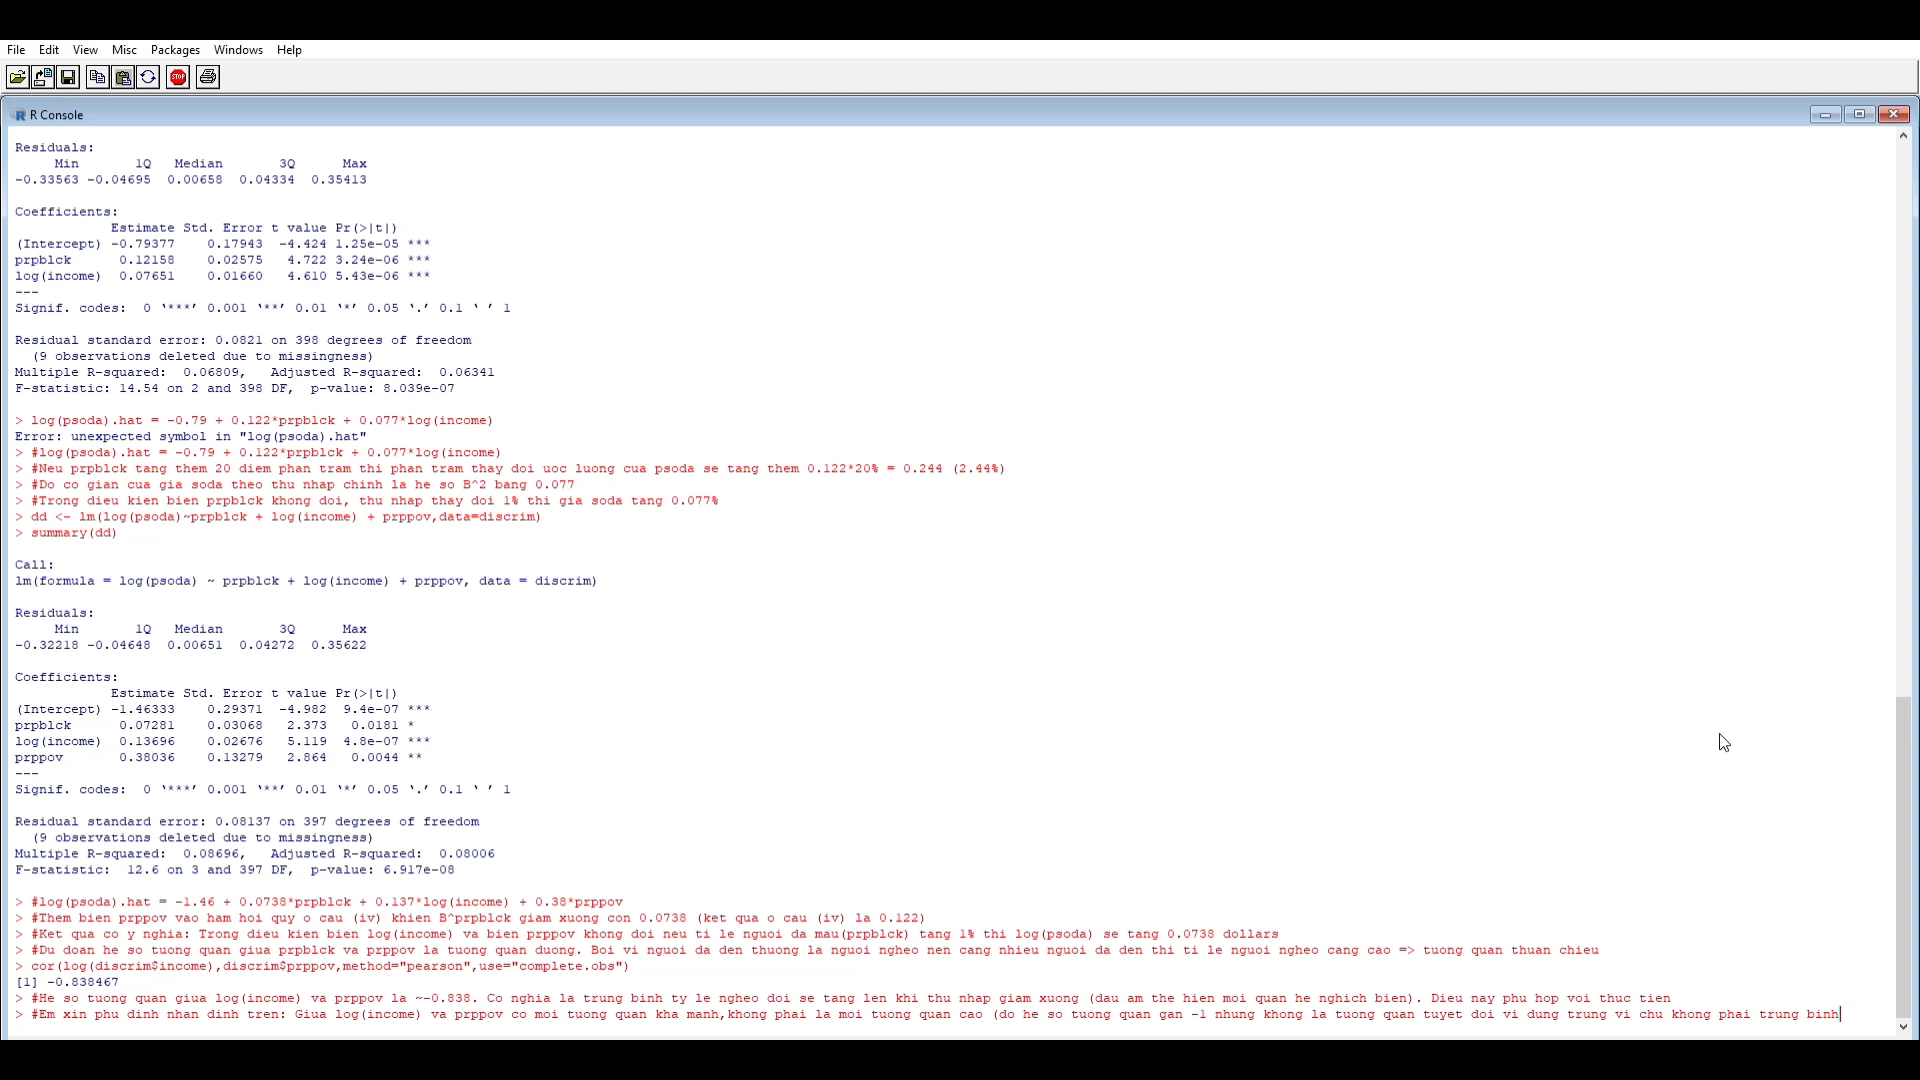 File Edit View Misc Packages Windows Help
STOP
R Console
Residuals:
     Min       1Q   Median       3Q      Max
-0.33563 -0.04695  0.00658  0.04334  0.35413
Coefficients:
            Estimate Std. Error t value Pr(>|t|)
(Intercept) -0.79377    0.17943  -4.424 1.25e-05 ***
prpblck      0.12158    0.02575   4.722 3.24e-06 ***
log(income)  0.07651    0.01660   4.610 5.43e-06 ***
---
Signif. codes:  0 ‘***’ 0.001 ‘**’ 0.01 ‘*’ 0.05 ‘.’ 0.1 ‘ ’ 1
Residual standard error: 0.0821 on 398 degrees of freedom
  (9 observations deleted due to missingness)
Multiple R-squared:  0.06809,   Adjusted R-squared:  0.06341
F-statistic: 14.54 on 2 and 398 DF,  p-value: 8.039e-07
> log(psoda).hat = -0.79 + 0.122*prpblck + 0.077*log(income)
Error: unexpected symbol in "log(psoda).hat"
> #log(psoda).hat = -0.79 + 0.122*prpblck + 0.077*log(income)
> #Neu prpblck tang them 20 diem phan tram thi phan tram thay doi uoc luong cua psoda se tang them 0.122*20% = 0.244 (2.44%)
> #Do co gian cua gia soda theo thu nhap chinh la he so B^2 bang 0.077
> #Trong dieu kien bien prpblck khong doi, thu nhap thay doi 1% thi gia soda tang 0.077%
> dd <- lm(log(psoda)~prpblck + log(income) + prppov,data=discrim)
> summary(dd)
Call:
lm(formula = log(psoda) ~ prpblck + log(income) + prppov, data = discrim)
Residuals:
     Min       1Q   Median       3Q      Max
-0.32218 -0.04648  0.00651  0.04272  0.35622
Coefficients:
            Estimate Std. Error t value Pr(>|t|)
(Intercept) -1.46333    0.29371  -4.982  9.4e-07 ***
prpblck      0.07281    0.03068   2.373   0.0181 *
log(income)  0.13696    0.02676   5.119  4.8e-07 ***
prppov       0.38036    0.13279   2.864   0.0044 **
---
Signif. codes:  0 ‘***’ 0.001 ‘**’ 0.01 ‘*’ 0.05 ‘.’ 0.1 ‘ ’ 1
Residual standard error: 0.08137 on 397 degrees of freedom
  (9 observations deleted due to missingness)
Multiple R-squared:  0.08696,   Adjusted R-squared:  0.08006
F-statistic:  12.6 on 3 and 397 DF,  p-value: 6.917e-08
> #log(psoda).hat = -1.46 + 0.0738*prpblck + 0.137*log(income) + 0.38*prppov
> #Them bien prppov vao ham hoi quy o cau (iv) khien B^prpblck giam xuong con 0.0738 (ket qua o cau (iv) la 0.122)
> #Ket qua co y nghia: Trong dieu kien bien log(income) va bien prppov khong doi neu ti le nguoi da mau(prpblck) tang 1% thi log(psoda) se tang 0.0738 dollars
> #Du doan he so tuong quan giua prpblck va prppov la tuong quan duong. Boi vi nguoi da den thuong la nguoi ngheo nen cang nhieu nguoi da den thi ti le nguoi ngheo cang cao => tuong quan thuan chieu
> cor(log(discrim$income),discrim$prppov,method="pearson",use="complete.obs")
[1] -0.838467
> #He so tuong quan giua log(income) va prppov la ~-0.838. Co nghia la trung binh ty le ngheo doi se tang len khi thu nhap giam xuong (dau am the hien moi quan he nghich bien). Dieu nay phu hop voi thuc tien
> #Em xin phu dinh nhan dinh tren: Giua log(income) va prppov co moi tuong quan kha manh,khong phai la moi tuong quan cao (do he so tuong quan gan -1 nhung khong la tuong quan tuyet doi vi dung trung vi chu khong phai trung binh